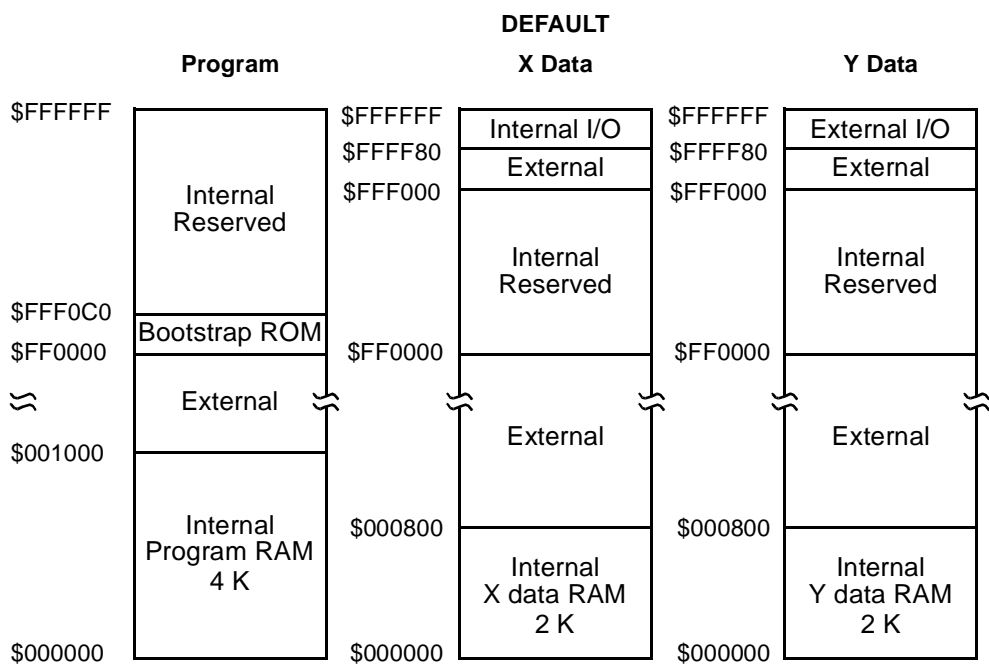 DEFAULT
Program
X Data
Y Data
$FFFFFF
Internal
Reserved
$FFF0C0
Bootstrap ROM
$FF0000
External
$001000
Internal
Program RAM
4 K
$000000
$FFFFFF
Internal I/O
$FFFF80
External
$FFF000
Internal
Reserved
$FF0000
External
$000800
Internal
X data RAM
2 K
$000000
$FFFFFF
External I/O
$FFFF80
External
$FFF000
Internal
Reserved
$FF0000
External
$000800
Internal
Y data RAM
2 K
$000000